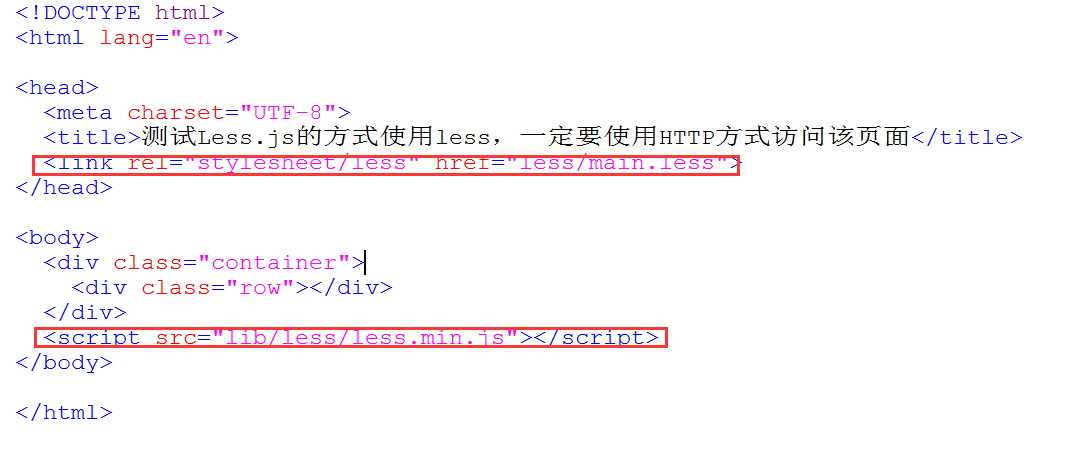 <!DOCTYPE html>
<html lang="en">
<head>
<meta charset="UTF-8">
<title>测试Less.js的方式使用less，一定要使用HTTP方式访问该页面</title>
<link rel="stylesheet/less" href="less/main.less">
</head>
<body>
<div class="container">
<div class="row"></div>
</div>
<script src="lib/less/less.min.js"></script>
</body>
</html>